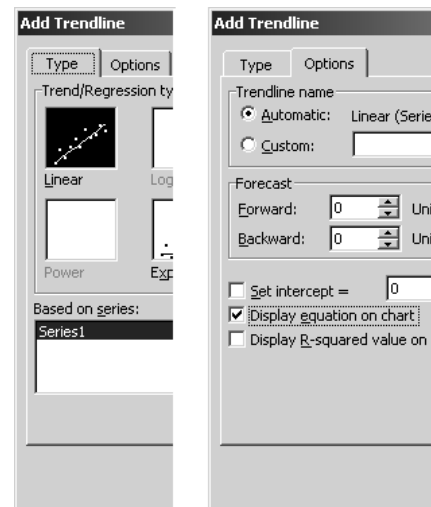 Add Trendline
Type Options
Trend/Regression ty
Linear Log
Power Exp
Based on series:
Series1
Add Trendline
Type Options
Trendline name
Automatic: Linear (Serie
Custom:
Forecast
Forward: 0 Uni
Backward: 0 Uni
Set intercept = 0
Display equation on chart
Display R-squared value on